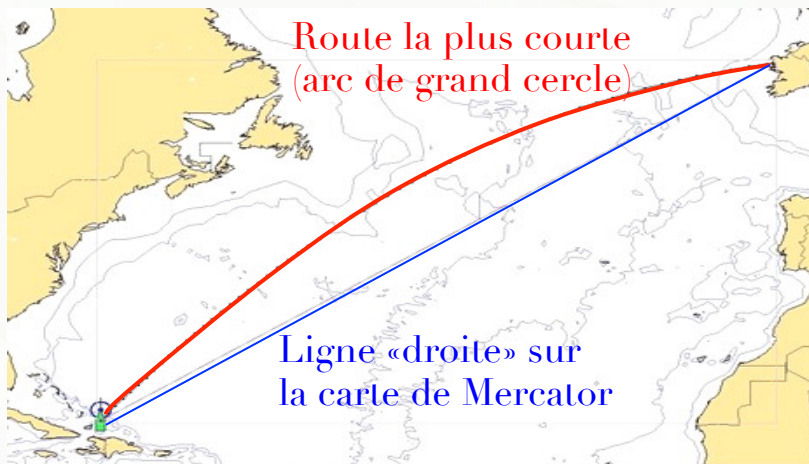 Route la plus courte
(arc de grand cercle)
Ligne «droite» sur
la carte de Mercator